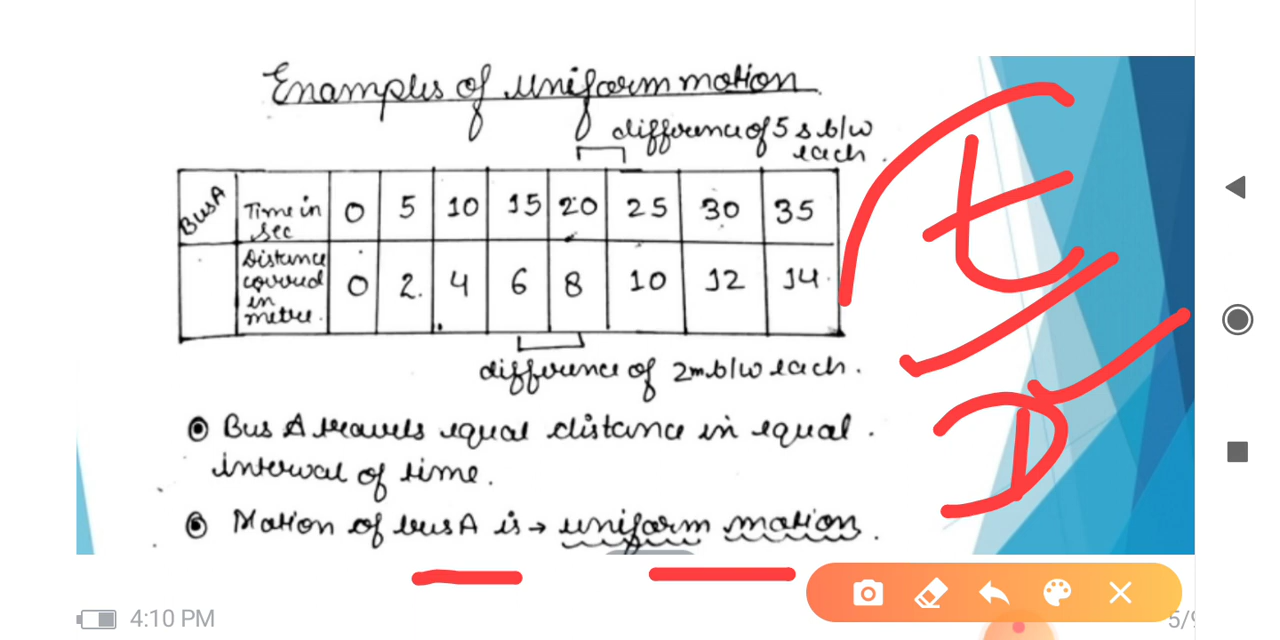 Examples of uniform motion
difference of 5 s b/w
each.
Bus A
Time in
sec
0 5 10 15 20 25 30 35
Distance
covered
in
metre.
0 2. 4 6 8 10 12 14
difference of 2m b/w each.
Bus A travels equal distance in equal.
interval of time.
Motion of bus A is → uniform motion.
t
D
4:10 PM